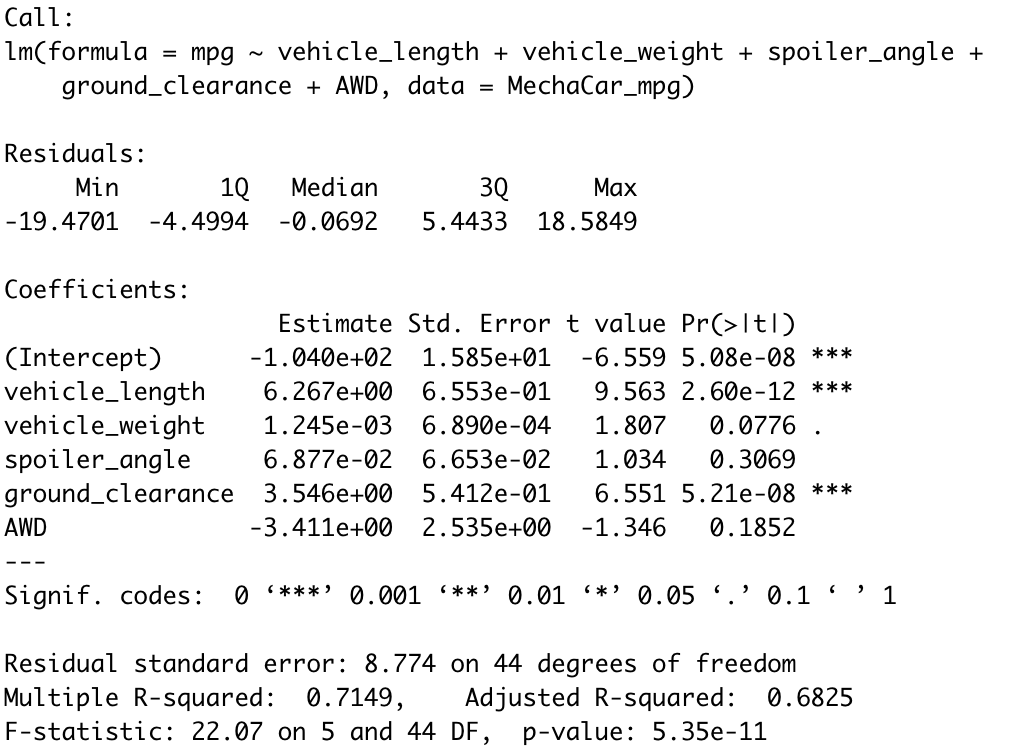 Call:
lm(formula = mpg ~ vehicle_length + vehicle_weight + spoiler_angle +
    ground_clearance + AWD, data = MechaCar_mpg)

Residuals:
     Min       1Q   Median       3Q      Max
-19.4701  -4.4994  -0.0692   5.4433  18.5849

Coefficients:
                   Estimate Std. Error t value Pr(>|t|)
(Intercept)      -1.040e+02  1.585e+01  -6.559 5.08e-08 ***
vehicle_length    6.267e+00  6.553e-01   9.563 2.60e-12 ***
vehicle_weight    1.245e-03  6.890e-04   1.807   0.0776 .
spoiler_angle     6.877e-02  6.653e-02   1.034   0.3069
ground_clearance  3.546e+00  5.412e-01   6.551 5.21e-08 ***
AWD              -3.411e+00  2.535e+00  -1.346   0.1852
---
Signif. codes:  0 ‘***’ 0.001 ‘**’ 0.01 ‘*’ 0.05 ‘.’ 0.1 ‘ ’ 1

Residual standard error: 8.774 on 44 degrees of freedom
Multiple R-squared:  0.7149,    Adjusted R-squared:  0.6825
F-statistic: 22.07 on 5 and 44 DF,  p-value: 5.35e-11